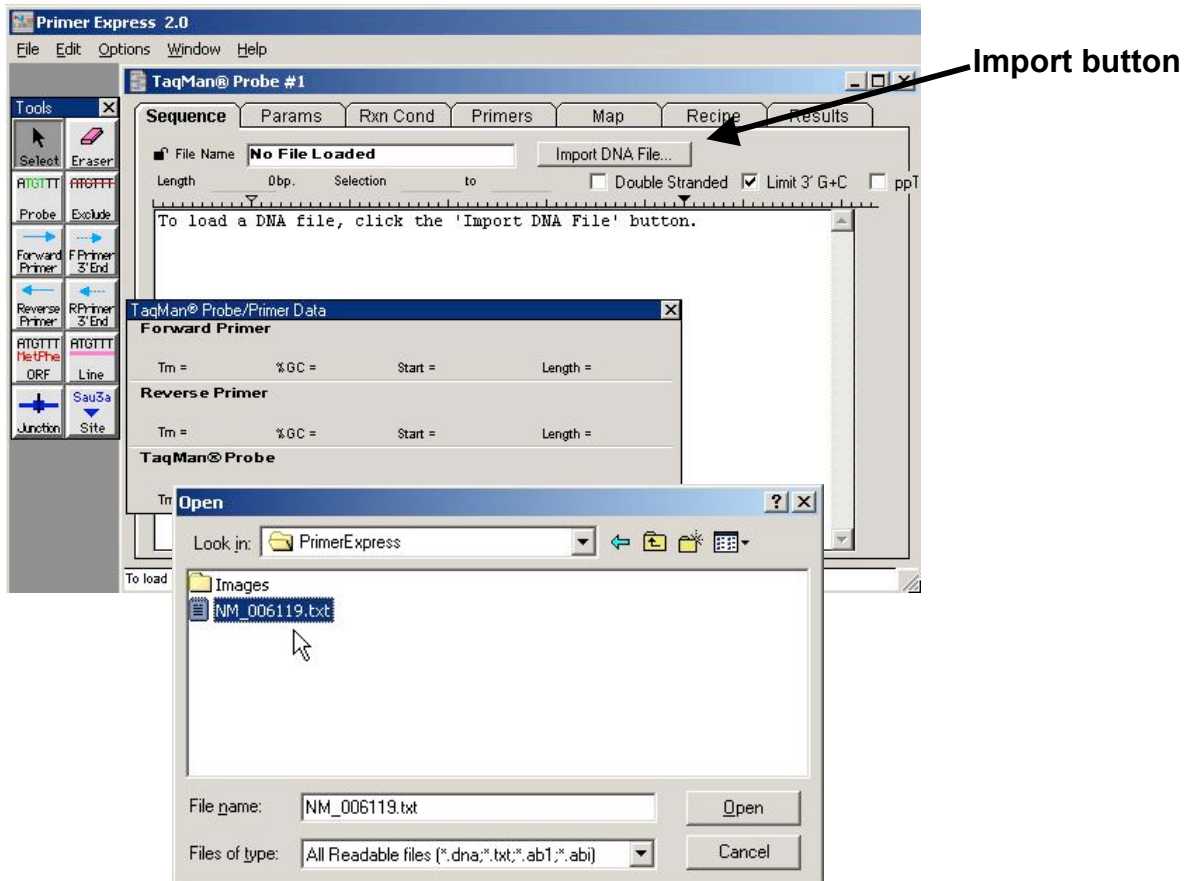 Primer Express 2.0
File Edit Options Window Help
Import button
TaqMan® Probe #1
Tools
Sequence Params Rxn Cond Primers Map Recipe Results
Select Eraser
File Name No File Loaded Import DNA File...
ATGTT ATGTTT
Length 0bp. Selection to Double Stranded Limit 3' G+C ppT
Probe Exclude
To load a DNA file, click the 'Import DNA File' button.
Forward Primer F Primer 3'End
Reverse Primer RPrimer 3'End
ATGTTT MetPhe ORF ATGTTT Line
Junction Sau3a Site
TaqMan® Probe/Primer Data
Forward Primer
Tm = %GC = Start = Length =
Reverse Primer
Tm = %GC = Start = Length =
TaqMan® Probe
Open
Look in: PrimerExpress
To load
Images
NM_006119.txt
File name: NM_006119.txt Open
Files of type: All Readable files (*.dna;*.txt;*.ab1;*.abi) Cancel